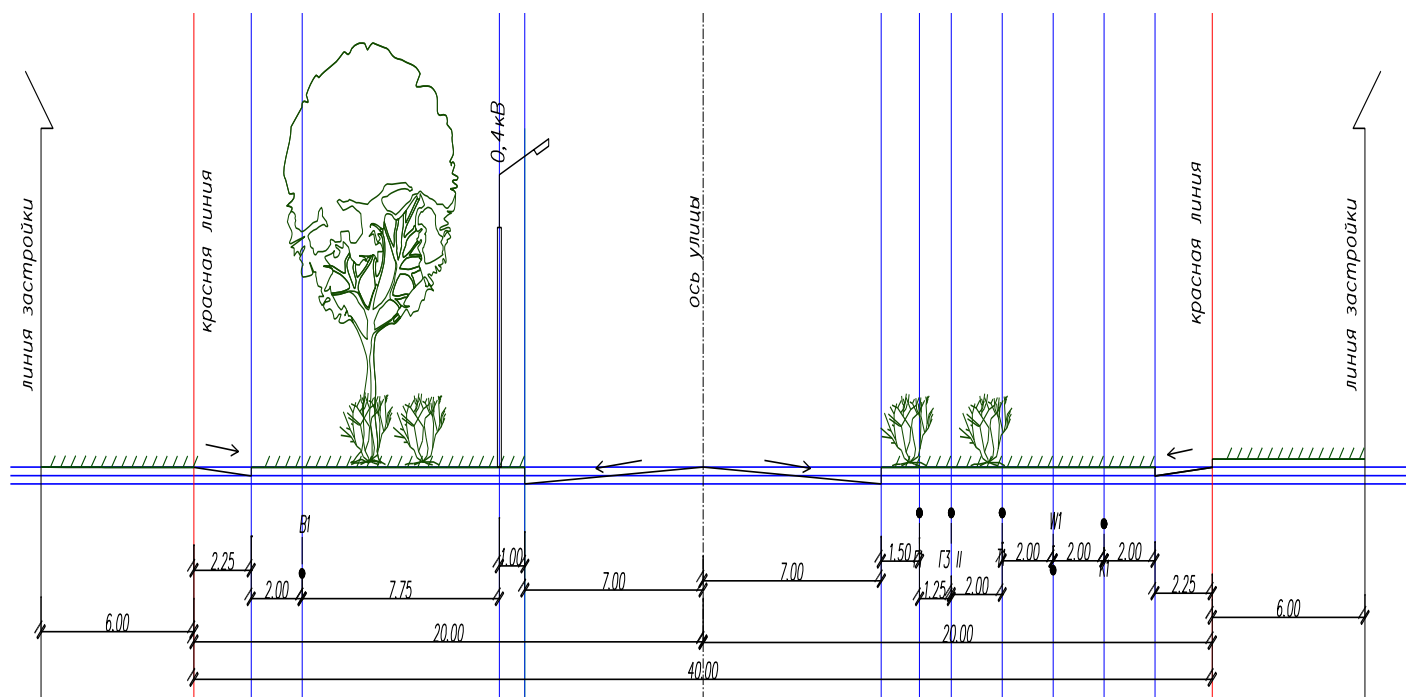 линия застройки
красная линия
0,4кВ
ось улицы
красная линия
линия застройки
В1
W1
Г3 II
2.25
1.00
1.50
2.00
2.00
2.00
2.00
7.75
7.00
7.00
1.25
2.00
2.25
6.00
20.00
20.00
6.00
40.00